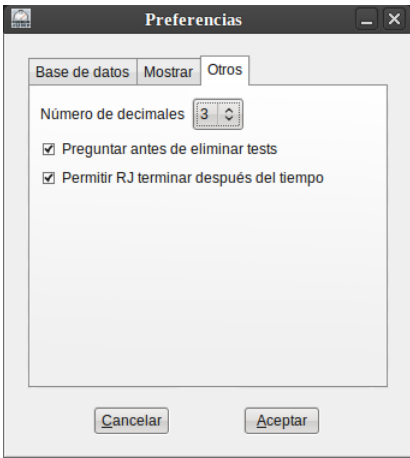 Preferencias
Base de datos Mostrar Otros
Número de decimales 3
Preguntar antes de eliminar tests
Permitir RJ terminar después del tiempo
Cancelar Aceptar